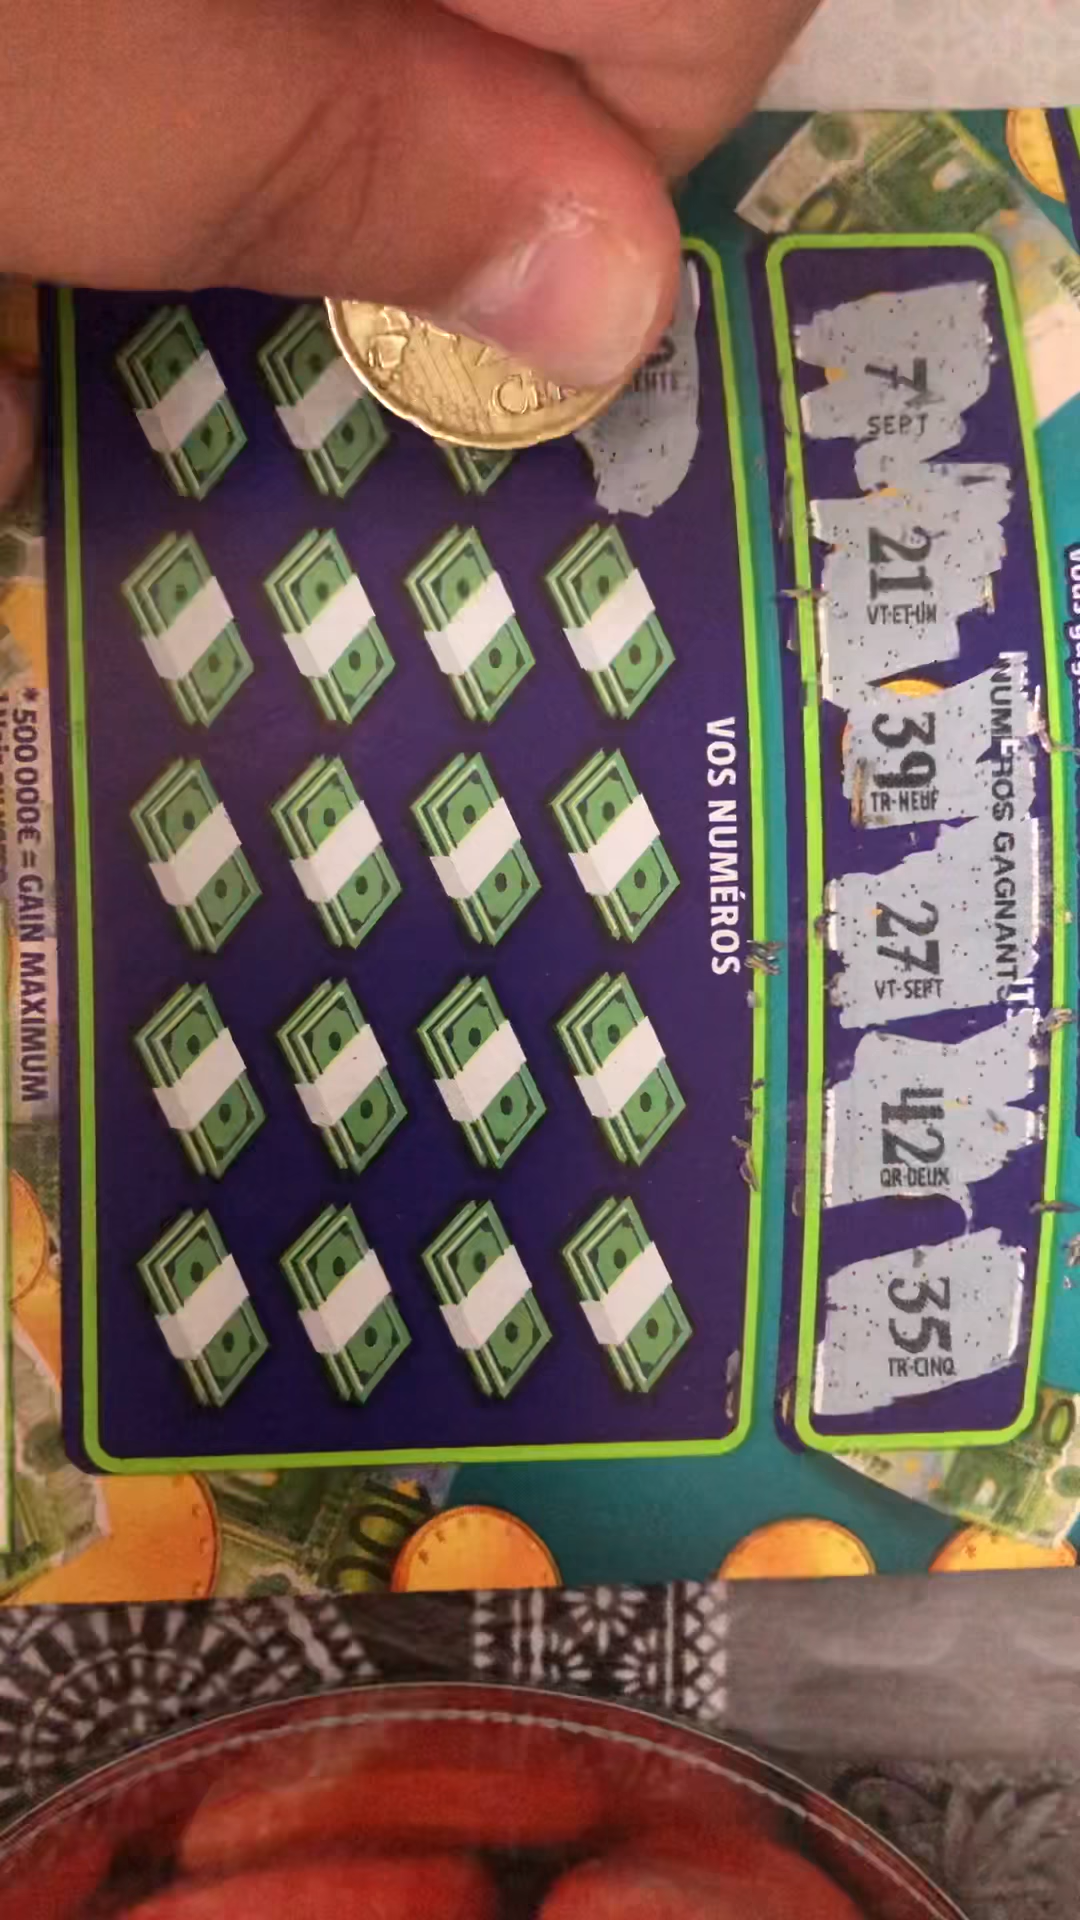 NUMÉROS GAGNANTS
7
SEPT
21
VT-ET-UN
39
TR-NEUF
27
VT-SEPT
42
QR-DEUX
35
TR-CINQ
VOS NUMÉROS
* 500 000€ = GAIN MAXIMUM